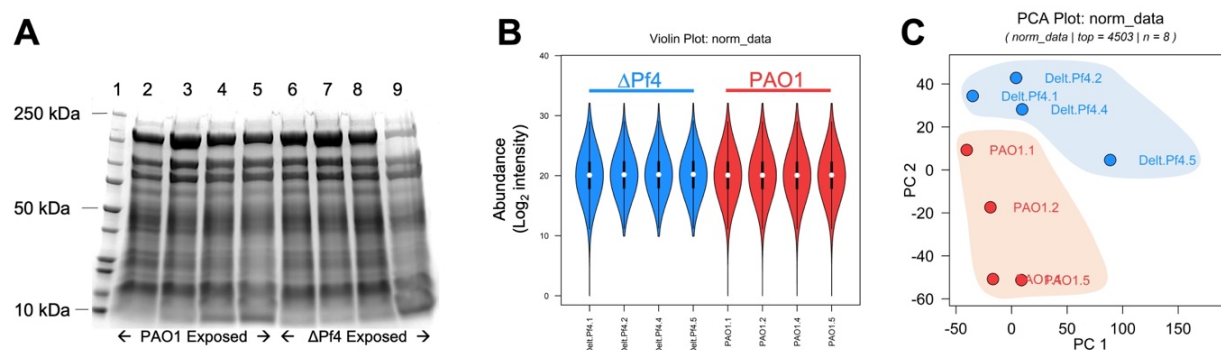 A
1 2 3 4 5 6 7 8 9
250 kDa
50 kDa
10 kDa
← PAO1 Exposed → ← ΔPf4 Exposed →
B
Violin Plot: norm_data
ΔPf4 PAO1
Abundance
(Log2 intensity)
40
30
20
10
0
Delt.Pf4.1
Delt.Pf4.2
Delt.Pf4.4
Delt.Pf4.5
PAO1.1
PAO1.2
PAO1.4
PAO1.5
C
PCA Plot: norm_data
( norm_data | top = 4503 | n = 8 )
PC 2
40
20
0
-20
-40
-60
Delt.Pf4.2
Delt.Pf4.1
Delt.Pf4.4
Delt.Pf4.5
PAO1.1
PAO1.2
PAO1.4 PAO1.5
-50 0 50 100 150
PC 1